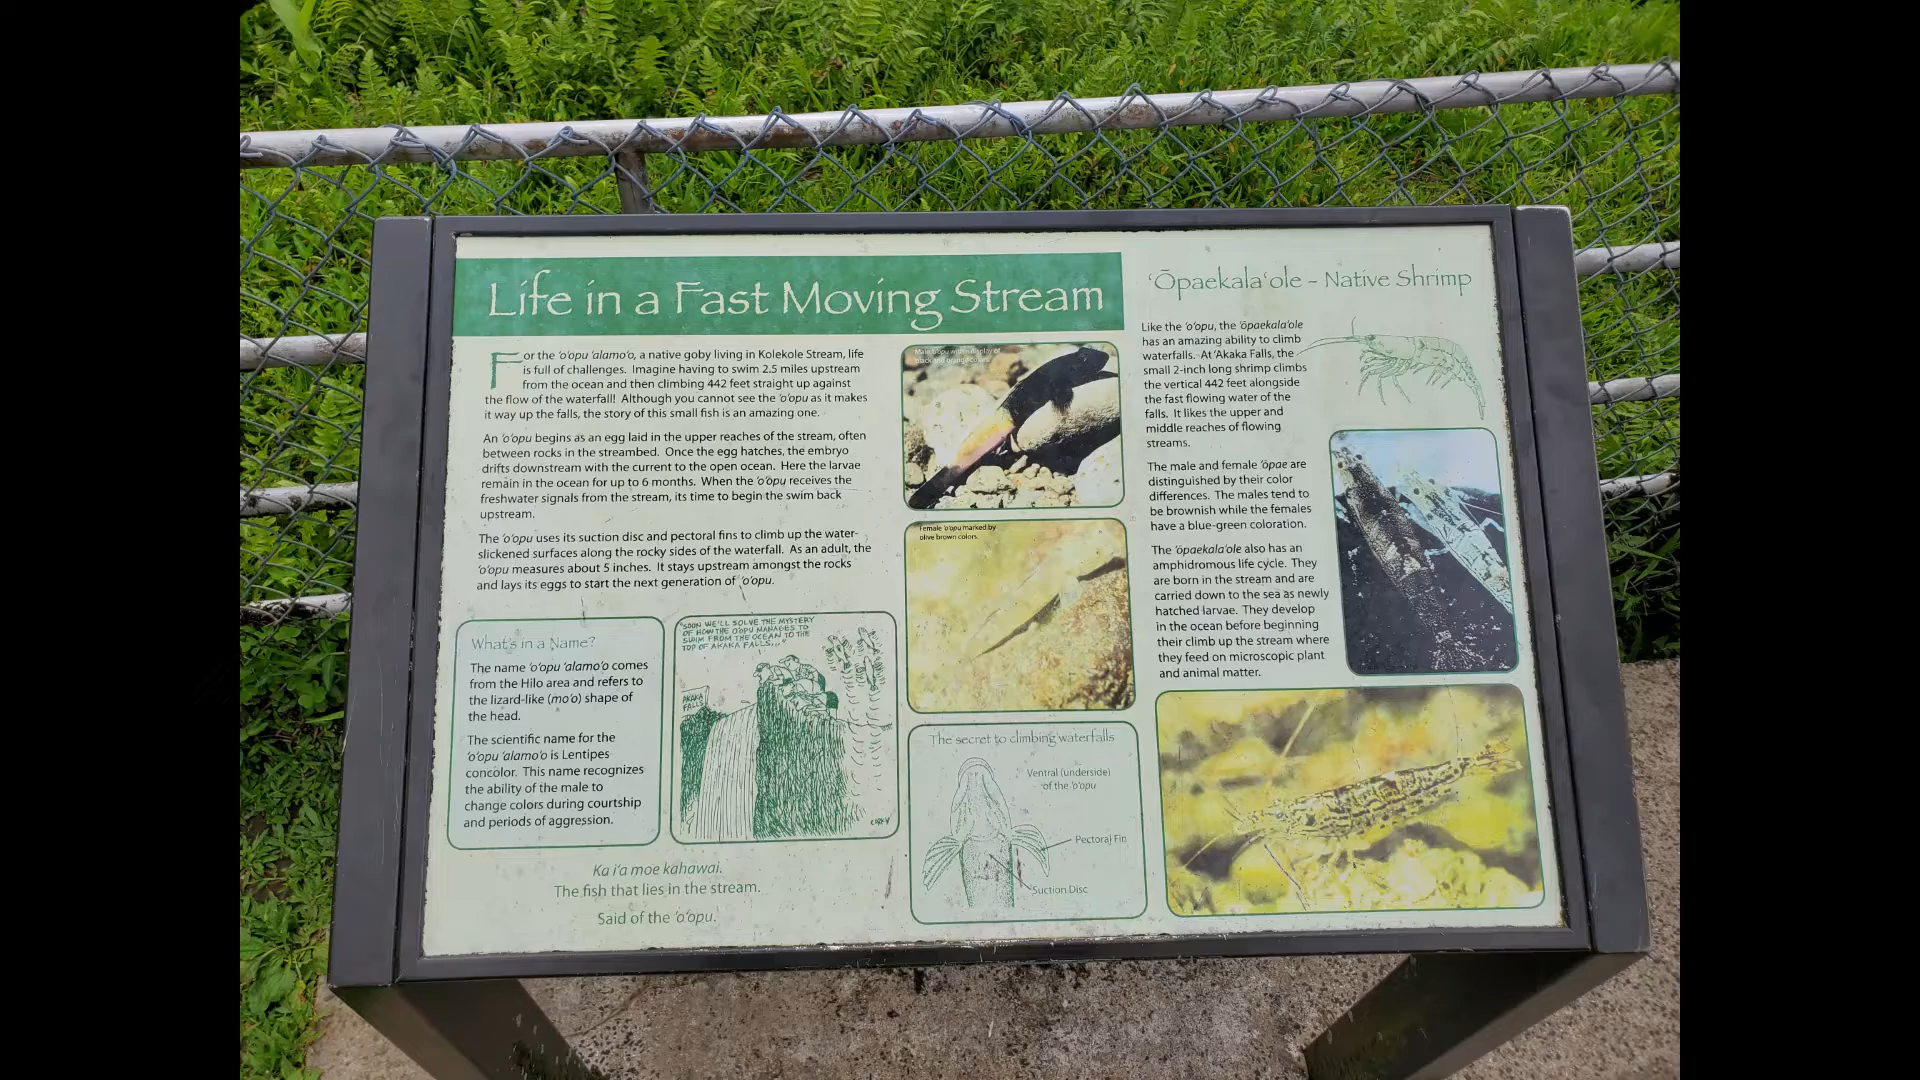 Life in a Fast Moving Stream
For the ‘o‘opu ‘alamo‘o, a native goby living in Kolekole Stream, life
is full of challenges. Imagine having to swim 2.5 miles upstream
from the ocean and then climbing 442 feet straight up against
the flow of the waterfall! Although you cannot see the ‘o‘opu as it makes
it way up the falls, the story of this small fish is an amazing one.
An ‘o‘opu begins as an egg laid in the upper reaches of the stream, often
between rocks in the streambed. Once the egg hatches, the embryo
drifts downstream with the current to the open ocean. Here the larvae
remain in the ocean for up to 6 months. When the ‘o‘opu receives the
freshwater signals from the stream, its time to begin the swim back
upstream.
The ‘o‘opu uses its suction disc and pectoral fins to climb up the water-
slickened surfaces along the rocky sides of the waterfall. As an adult, the
‘o‘opu measures about 5 inches. It stays upstream amongst the rocks
and lays its eggs to start the next generation of ‘o‘opu.
What's in a Name?
The name ‘o‘opu ‘alamo‘o comes
from the Hilo area and refers to
the lizard-like (mo‘o) shape of
the head.
The scientific name for the
‘o‘opu ‘alamo‘o is Lentipes
concolor. This name recognizes
the ability of the male to
change colors during courtship
and periods of aggression.
"SOON WE'LL SOLVE THE MYSTERY
OF HOW THE O'OPU MANAGES TO
SWIM FROM THE OCEAN TO THE
TOP OF AKAKA FALLS..."
AKAKA
FALLS
Ka i‘a moe kahawai.
The fish that lies in the stream.
Said of the ‘o‘opu.
Male ‘o‘opu with display of
black and orange colors.
Female ‘o‘opu marked by
olive brown colors.
The secret to climbing waterfalls
Ventral (underside)
of the ‘o‘opu
Pectoral Fin
Suction Disc
‘Ōpaekala‘ole – Native Shrimp
Like the ‘o‘opu, the ‘ōpaekala‘ole
has an amazing ability to climb
waterfalls. At ‘Akaka Falls, the
small 2-inch long shrimp climbs
the vertical 442 feet alongside
the fast flowing water of the
falls. It likes the upper and
middle reaches of flowing
streams.
The male and female ‘ōpae are
distinguished by their color
differences. The males tend to
be brownish while the females
have a blue-green coloration.
The ‘ōpaekala‘ole also has an
amphidromous life cycle. They
are born in the stream and are
carried down to the sea as newly
hatched larvae. They develop
in the ocean before beginning
their climb up the stream where
they feed on microscopic plant
and animal matter.